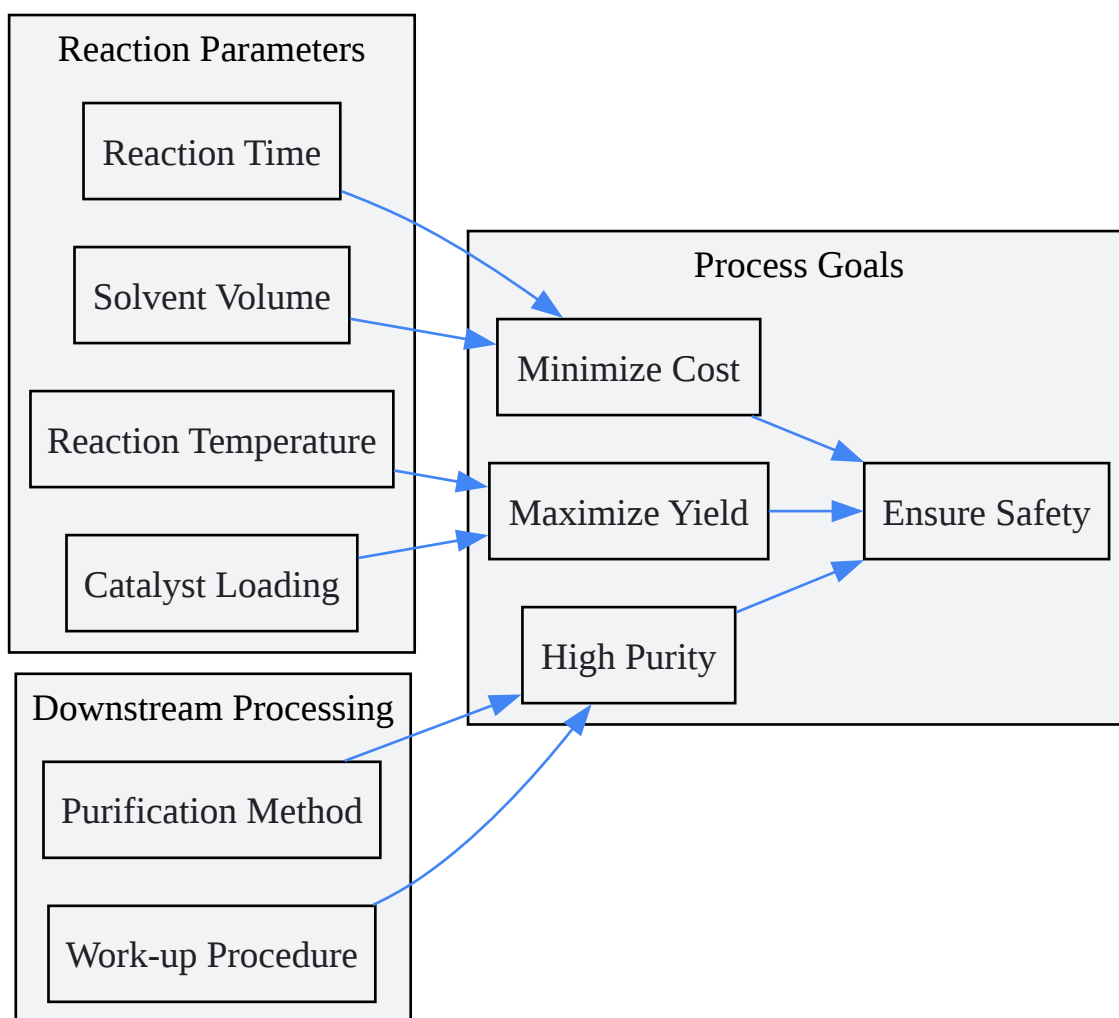 Reaction Parameters
Reaction Time
Solvent Volume
Reaction Temperature
Catalyst Loading
Process Goals
Minimize Cost
Maximize Yield
Ensure Safety
High Purity
Downstream Processing
Purification Method
Work-up Procedure